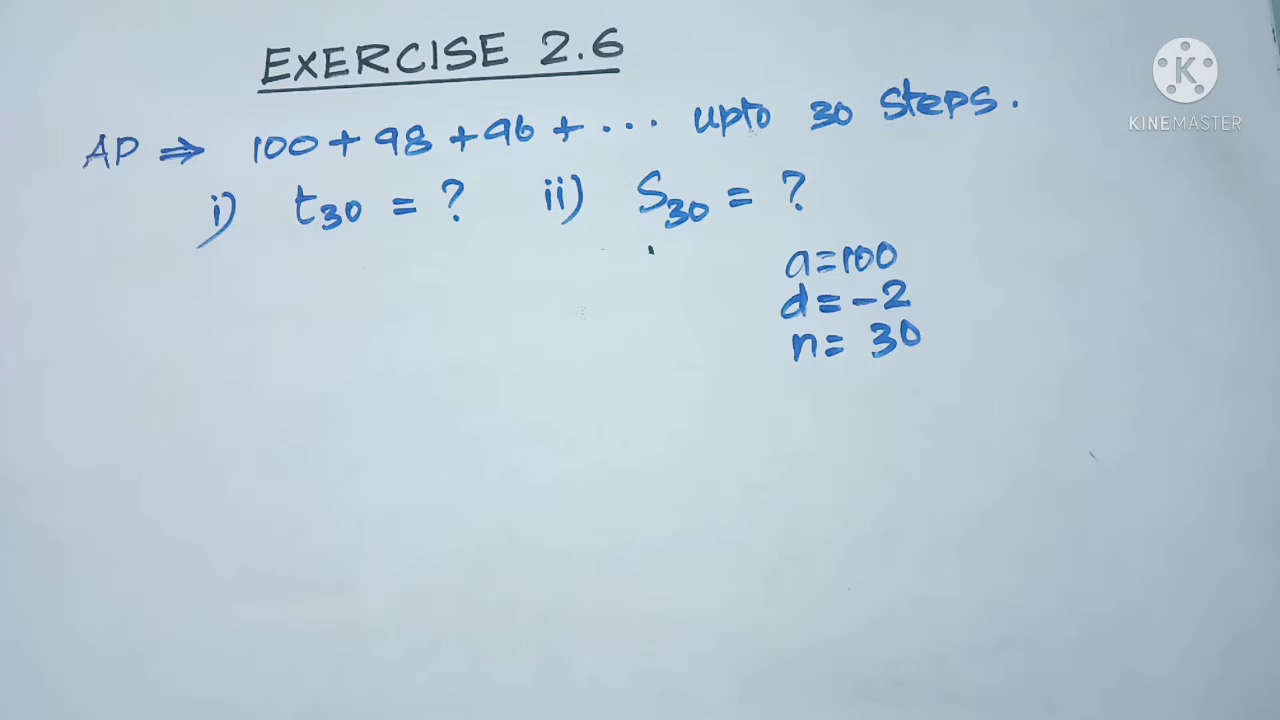 EXERCISE 2.6
AP ⇒ 100 + 98 + 96 + ... upto 30 steps.
i) t₃₀ = ? ii) S₃₀ = ?
a = 100
d = -2
n = 30
K
KINEMASTER